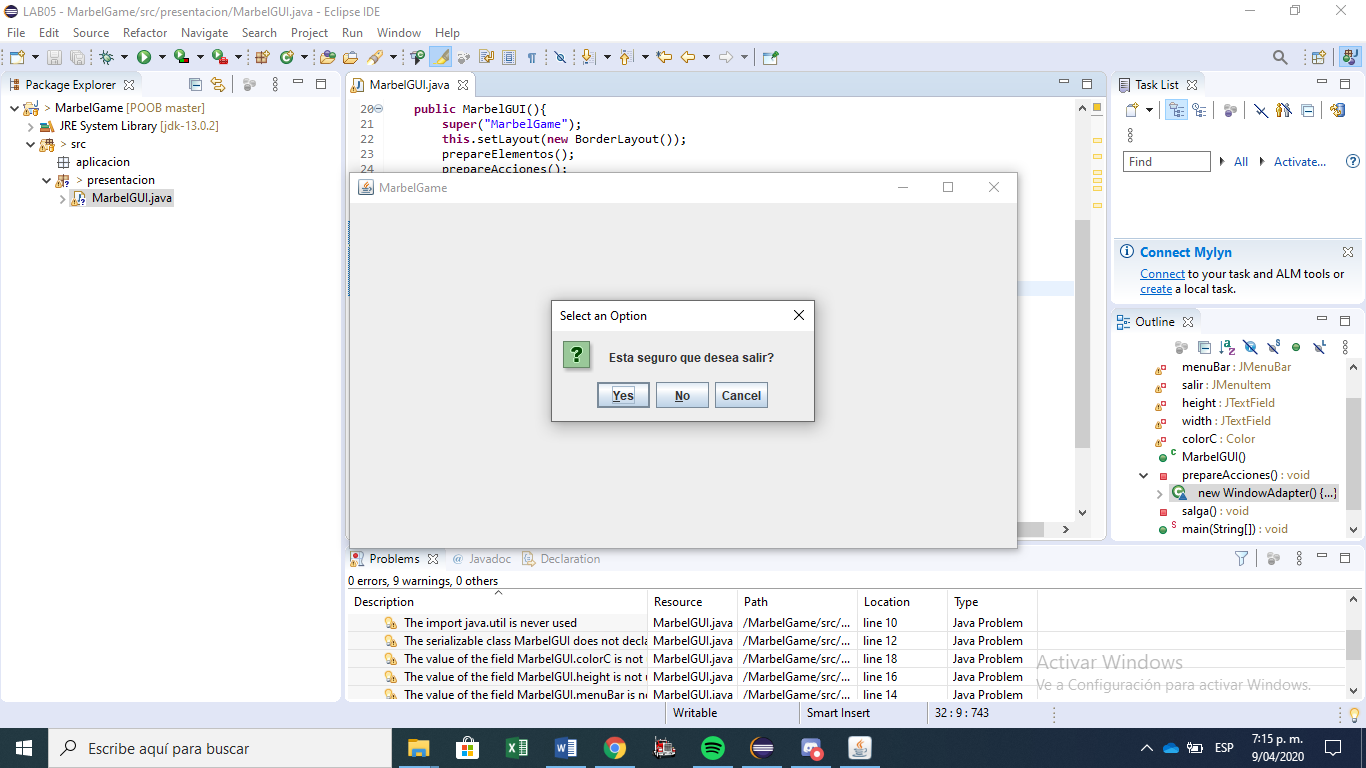 LAB05 - MarbelGame/src/presentacion/MarbelGUI.java - Eclipse IDE
File Edit Source Refactor Navigate Search Project Run Window Help
Package Explorer
> MarbelGame [POOB master]
JRE System Library [jdk-13.0.2]
> src
aplicacion
> presentacion
MarbelGUI.java
MarbelGUI.java
20 public MarbelGUI(){
21 super("MarbelGame");
22 this.setLayout(new BorderLayout());
23 prepareElementos();
24 prepareAcciones();
MarbelGame
Select an Option
Esta seguro que desea salir?
Yes No Cancel
Task List
Find All Activate...
Connect Mylyn
Connect to your task and ALM tools or
create a local task.
Outline
menuBar : JMenuBar
salir : JMenuItem
height : JTextField
width : JTextField
colorC : Color
MarbelGUI()
prepareAcciones() : void
new WindowAdapter() {...}
salga() : void
main(String[]) : void
Problems Javadoc Declaration
0 errors, 9 warnings, 0 others
Description Resource Path Location Type
The import java.util is never used MarbelGUI.java /MarbelGame/src/... line 10 Java Problem
The serializable class MarbelGUI does not decla MarbelGUI.java /MarbelGame/src/... line 12 Java Problem
The value of the field MarbelGUI.colorC is not MarbelGUI.java /MarbelGame/src/... line 18 Java Problem
The value of the field MarbelGUI.height is not MarbelGUI.java /MarbelGame/src/... line 16 Java Problem
The value of the field MarbelGUI.menuBar is MarbelGUI.java /MarbelGame/src/... line 14 Java Problem
Activar Windows
Ve a Configuración para activar Windows.
Writable Smart Insert 32 : 9 : 743
Escribe aquí para buscar
ESP
7:15 p. m.
9/04/2020